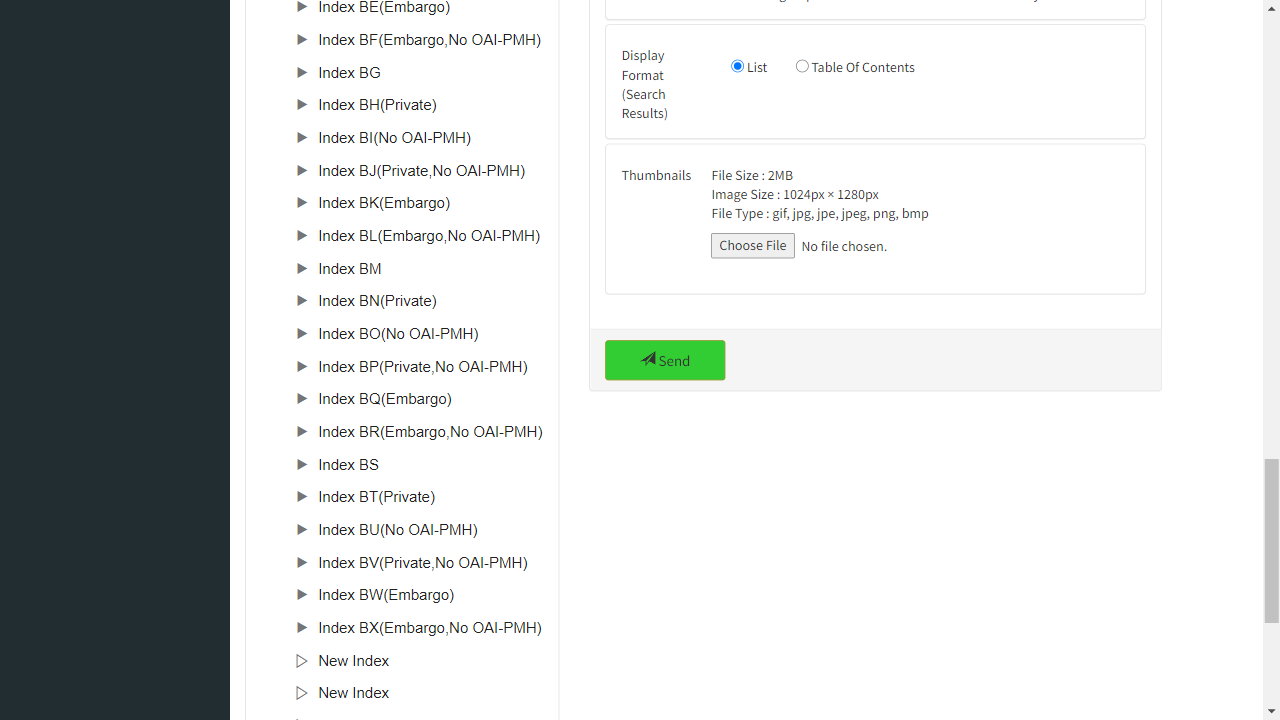 Index BE(Embargo)
Index BF(Embargo,No OAI-PMH)
Index BG
Index BH(Private)
Index BI(No OAI-PMH)
Index BJ(Private,No OAI-PMH)
Index BK(Embargo)
Index BL(Embargo,No OAI-PMH)
Index BM
Index BN(Private)
Index BO(No OAI-PMH)
Index BP(Private,No OAI-PMH)
Index BQ(Embargo)
Index BR(Embargo,No OAI-PMH)
Index BS
Index BT(Private)
Index BU(No OAI-PMH)
Index BV(Private,No OAI-PMH)
Index BW(Embargo)
Index BX(Embargo,No OAI-PMH)
New Index
New Index
Display
Format
(Search
Results)
List
Table Of Contents
Thumbnails
File Size : 2MB
Image Size : 1024px × 1280px
File Type : gif, jpg, jpe, jpeg, png, bmp
Choose File No file chosen.
Send